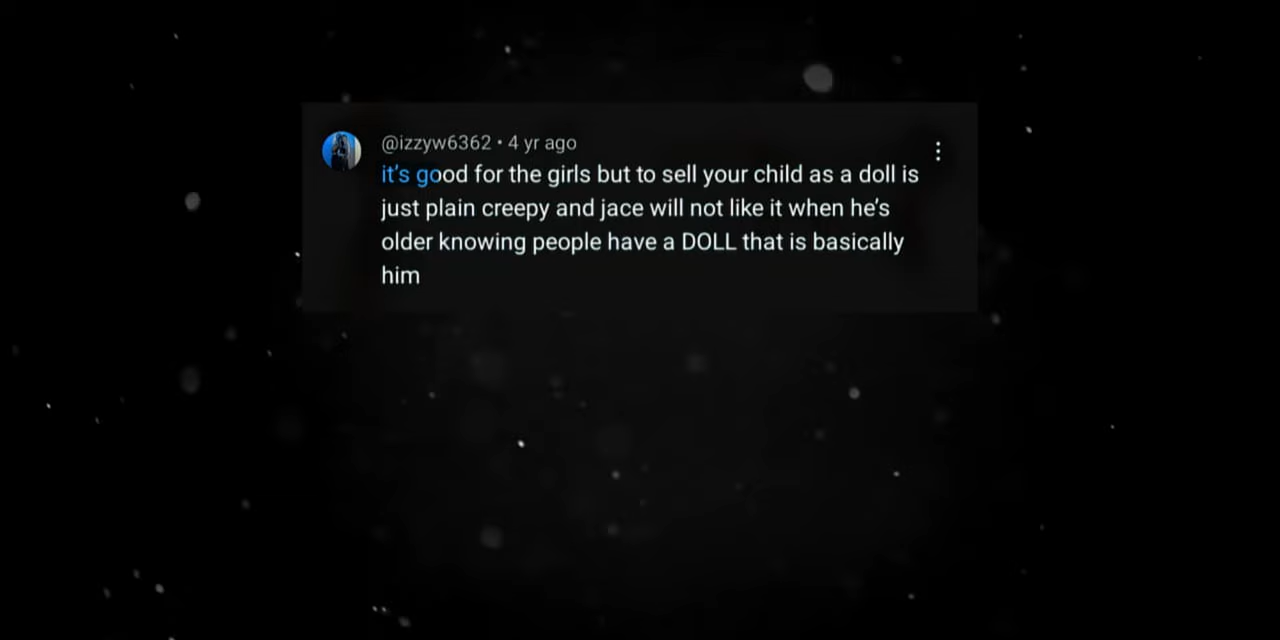 @izzyw6362 • 4 yr ago
it's good for the girls but to sell your child as a doll is
just plain creepy and jace will not like it when he's
older knowing people have a DOLL that is basically
him